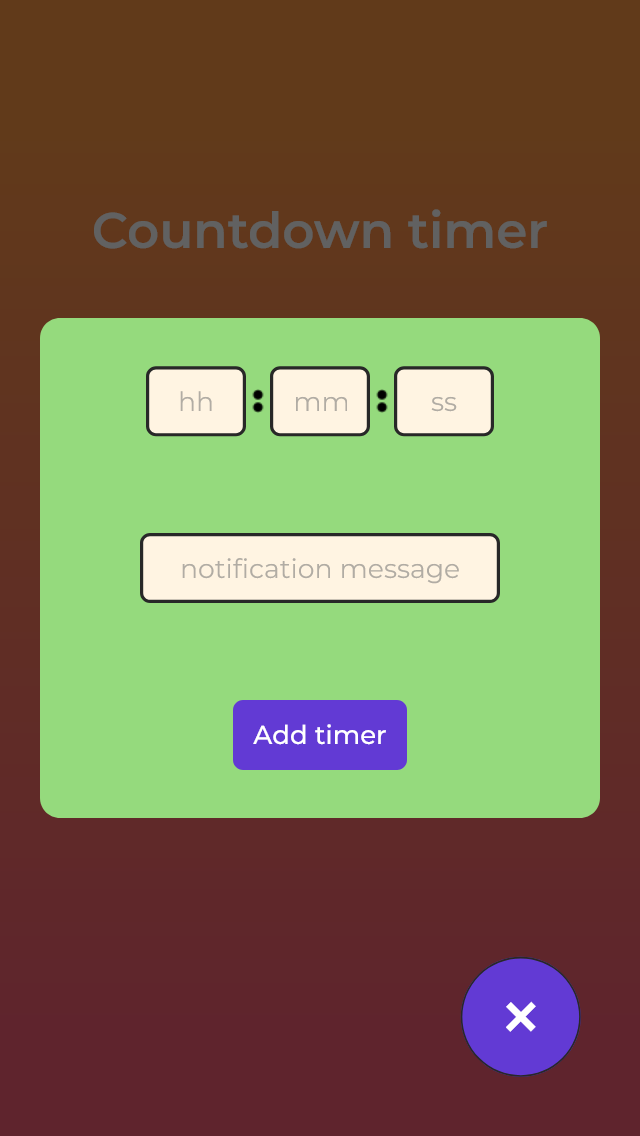 Countdown timer
hh : mm : ss
notification message
Add timer